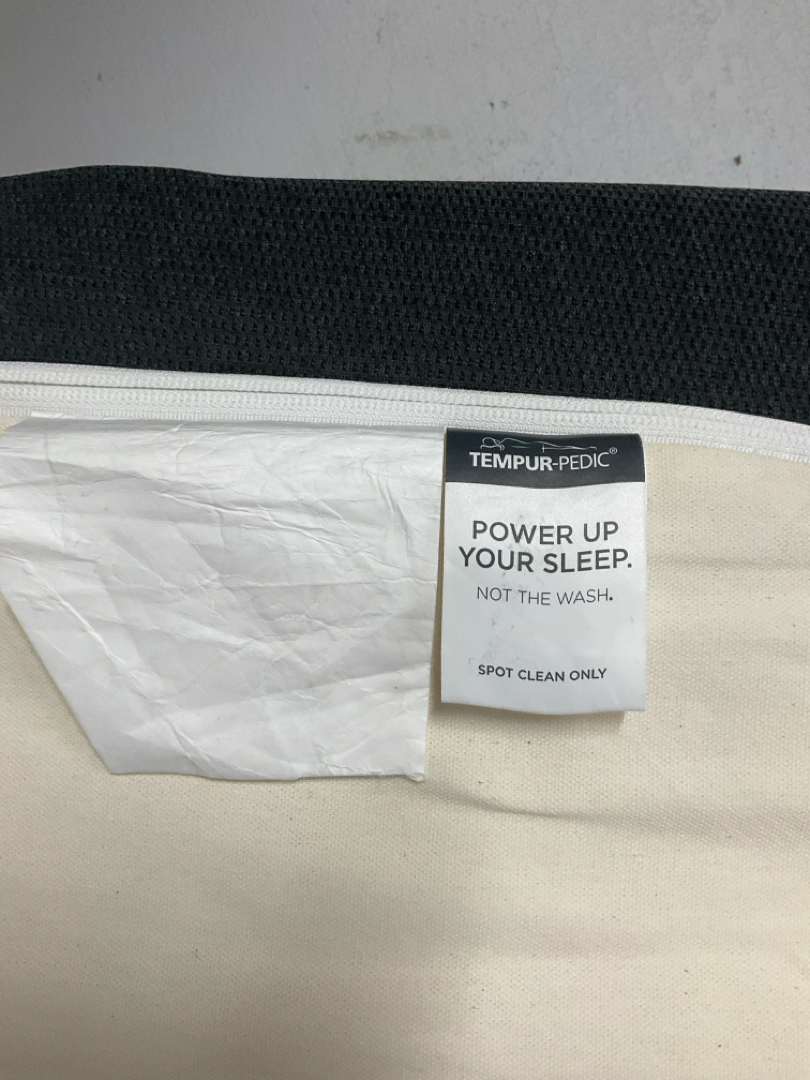 TEMPUR-PEDIC®
POWER UP
YOUR SLEEP.
NOT THE WASH.
SPOT CLEAN ONLY